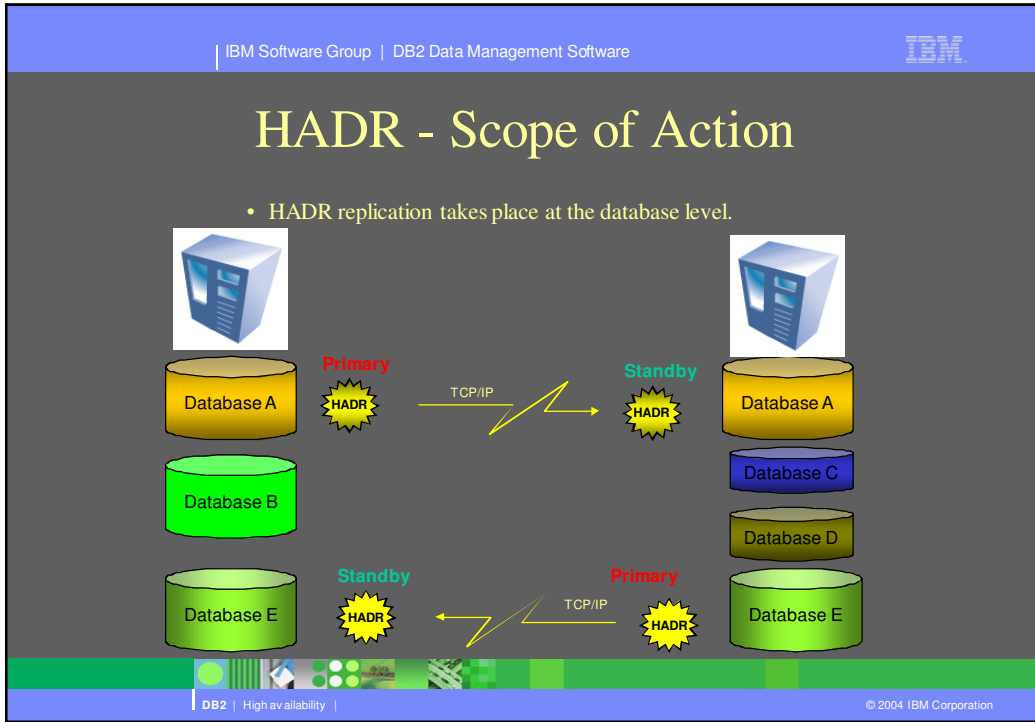 IBM Software Group | DB2 Data Management Software
IBM
HADR - Scope of Action
• HADR replication takes place at the database level.
Primary
Standby
Database A
HADR
TCP/IP
HADR
Database A
Database B
Database C
Database D
Standby
Primary
Database E
HADR
TCP/IP
HADR
Database E
DB2 | High availability |
© 2004 IBM Corporation